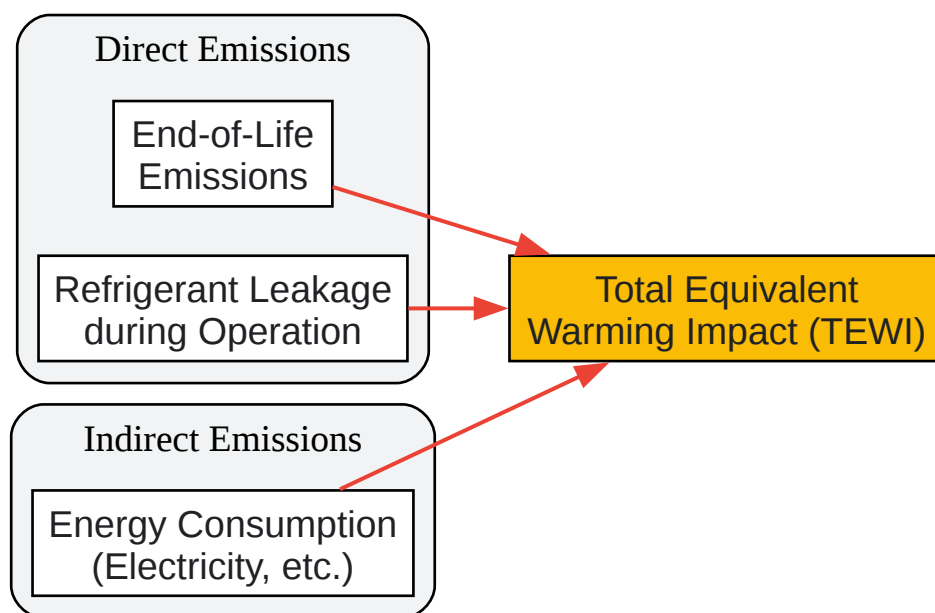 Direct Emissions
End-of-Life
Emissions
Refrigerant Leakage
during Operation
Total Equivalent
Warming Impact (TEWI)
Indirect Emissions
Energy Consumption
(Electricity, etc.)